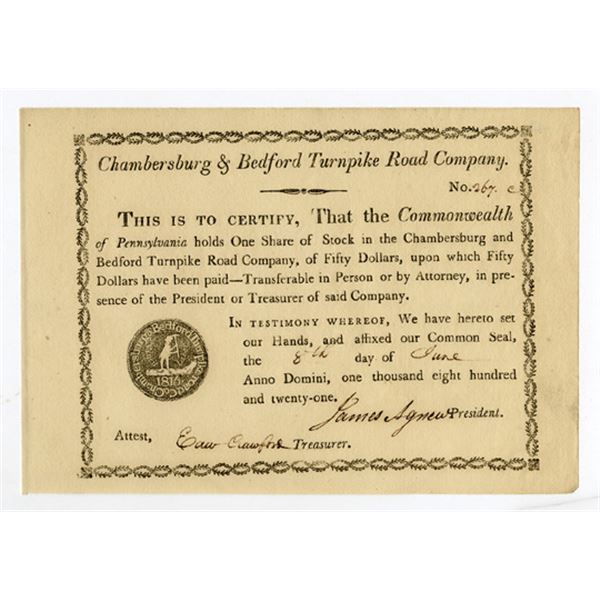 Chambersburg & Bedford Turnpike Road Company.
No. 267. c
THIS IS TO CERTIFY, That the Commonwealth
of Pennsylvania holds One Share of Stock in the Chambersburg and
Bedford Turnpike Road Company, of Fifty Dollars, upon which Fifty
Dollars have been paid—Transferable in Person or by Attorney, in pre-
sence of the President or Treasurer of said Company.
IN TESTIMONY WHEREOF, We have hereto set
our Hands, and affixed our Common Seal,
the 8th day of June
Anno Domini, one thousand eight hundred
and twenty-one.
James Agnew President.
Attest, Crawford Treasurer.
1814